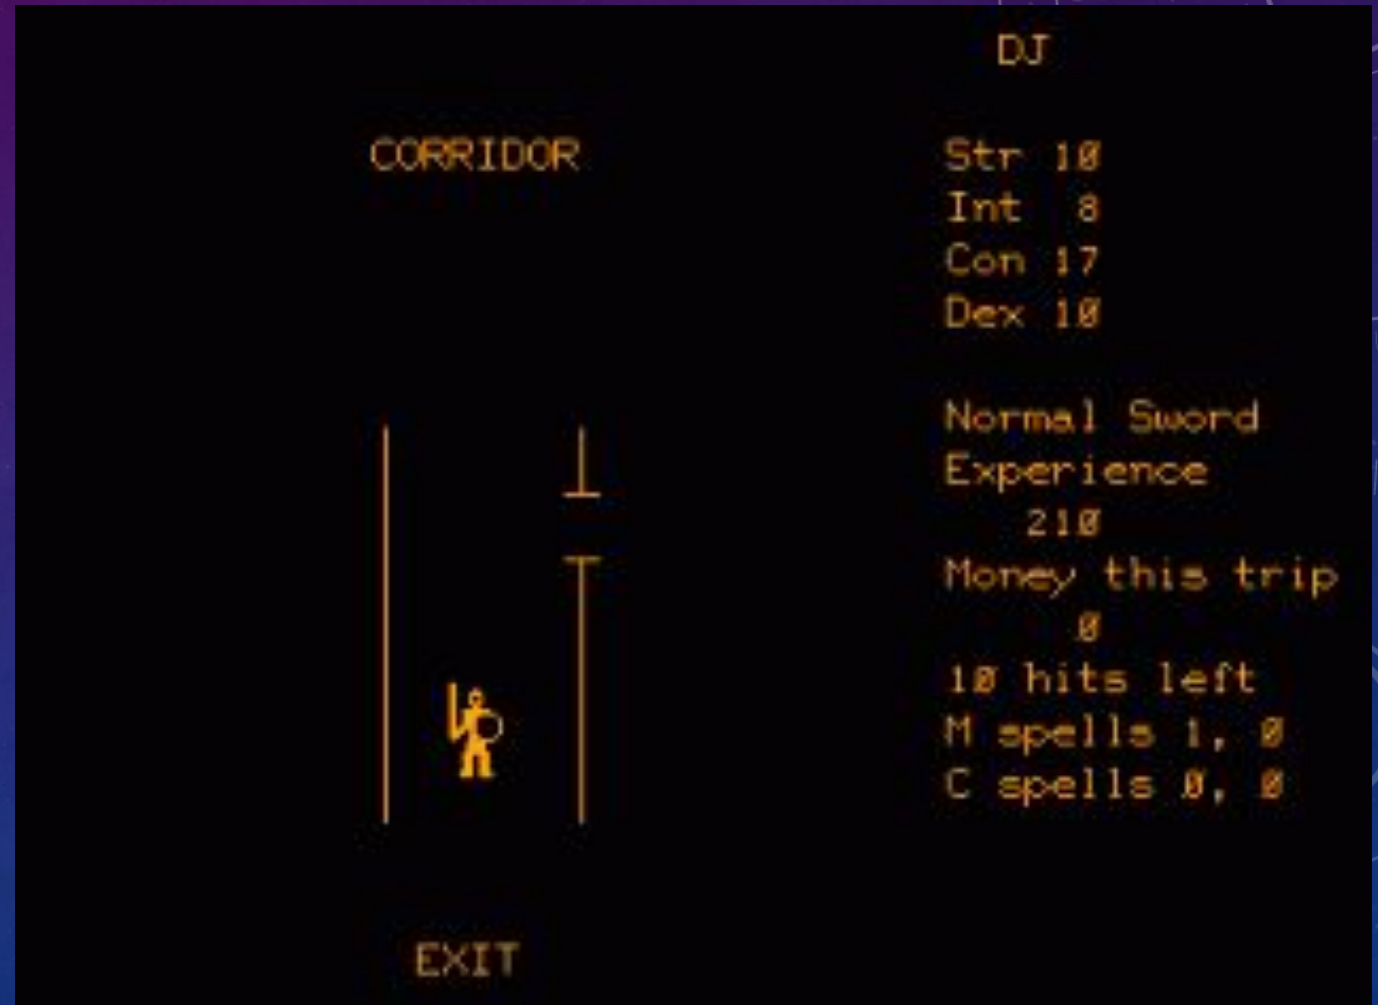 DJ
CORRIDOR
Str 10
Int 8
Con 17
Dex 10
Normal Sword
Experience
210
Money this trip
0
10 hits left
M spells 1, 0
C spells 0, 0
EXIT